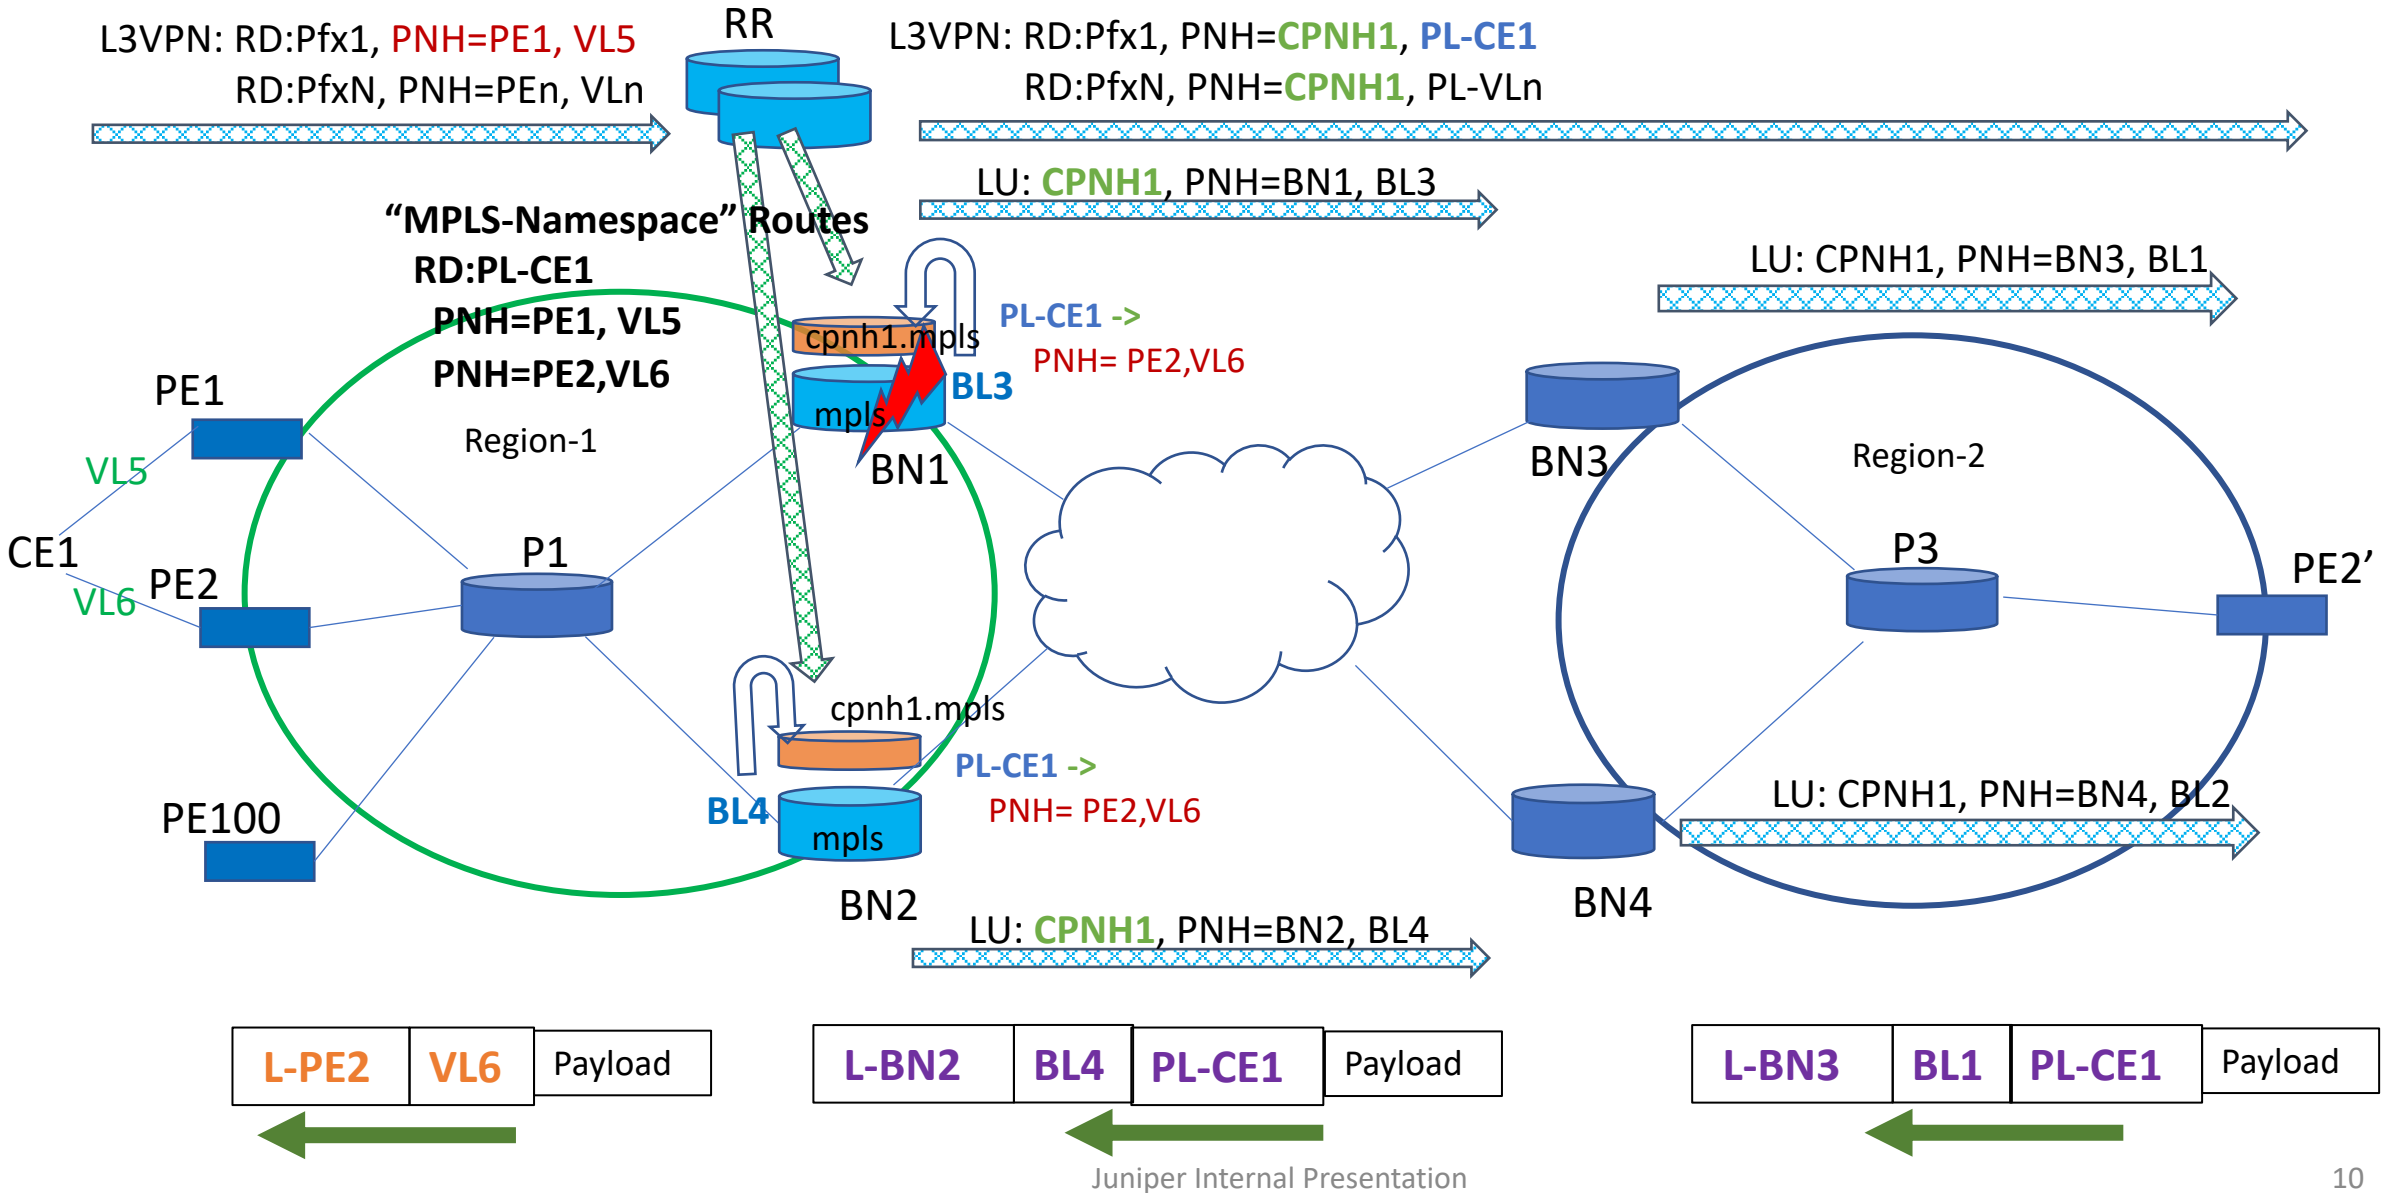 RR
L3VPN: RD:Pfx1, PNH=PE1, VL5
RD:PfxN, PNH=PEn, VLn
L3VPN: RD:Pfx1, PNH=CPNH1, PL-CE1
RD:PfxN, PNH=CPNH1, PL-VLn
LU: CPNH1, PNH=BN1, BL3
“MPLS-Namespace” Routes
RD:PL-CE1
PNH=PE1, VL5
PNH=PE2,VL6
LU: CPNH1, PNH=BN3, BL1
cpnh1.mpls
PL-CE1 ->
PNH= PE2,VL6
BL3
mpls
BN1
PE1
Region-1
VL5
CE1
PE2
VL6
P1
BN3
Region-2
P3
PE2’
cpnh1.mpls
PL-CE1 ->
PNH= PE2,VL6
BL4
mpls
BN2
PE100
LU: CPNH1, PNH=BN4, BL2
BN4
LU: CPNH1, PNH=BN2, BL4
L-PE2 VL6 Payload
L-BN2 BL4 PL-CE1 Payload
L-BN3 BL1 PL-CE1 Payload
Juniper Internal Presentation
10